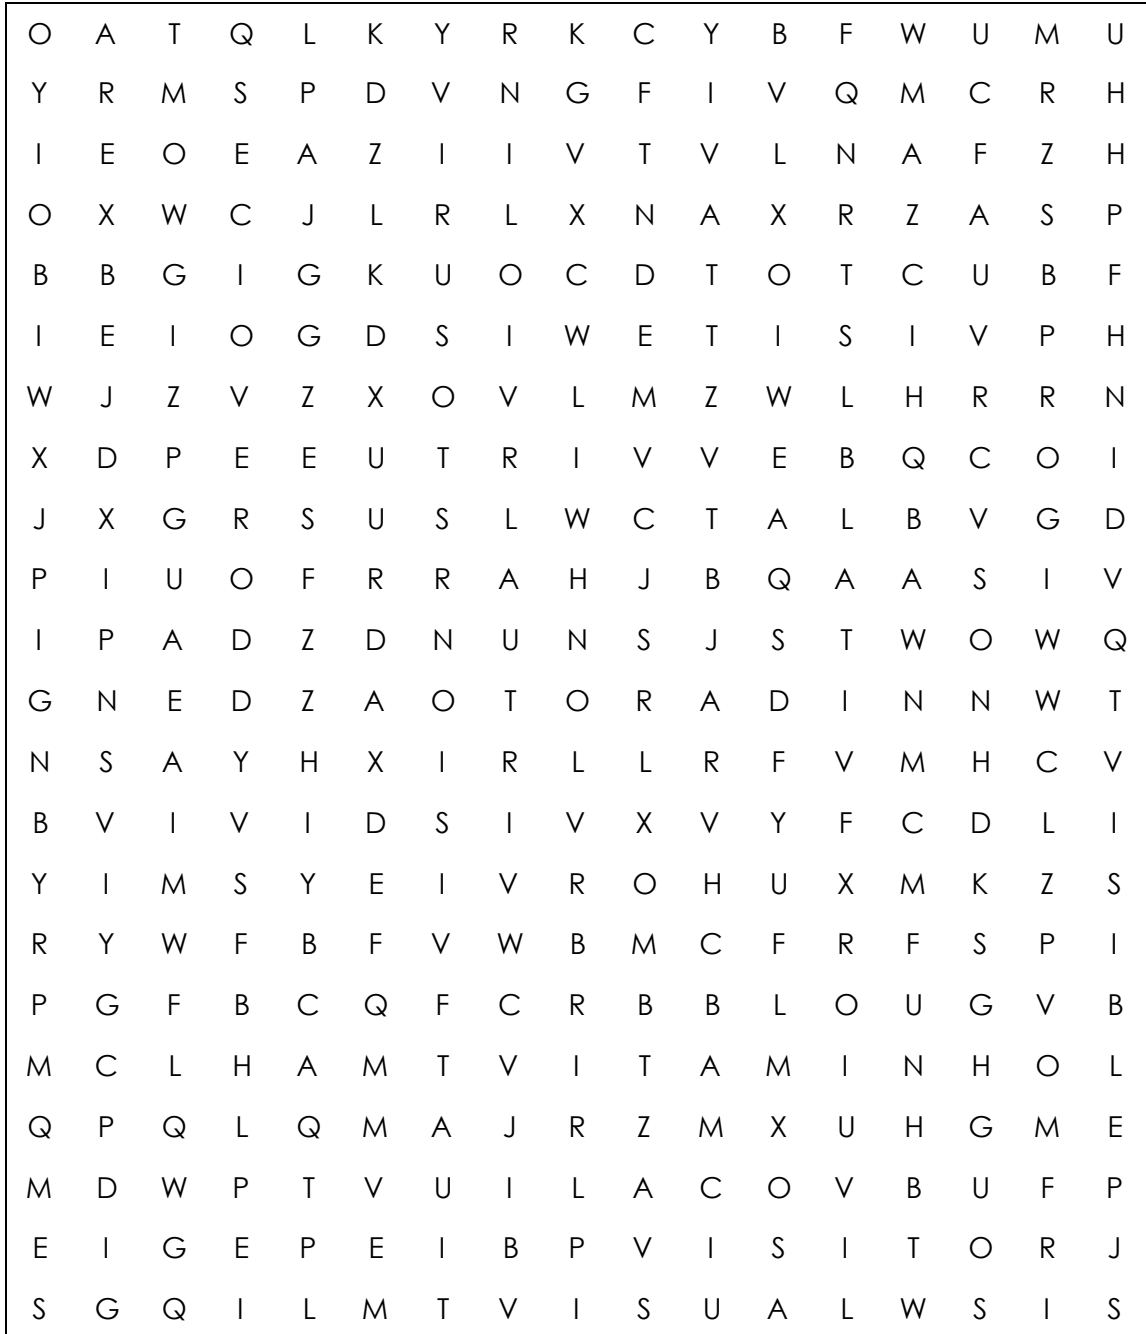 O A T Q L K Y R K C Y B F W U M U
Y R M S P D V N G F I V Q M C R H
I E O E A Z I I V T V L N A F Z H
O X W C J L R L X N A X R Z A S P
B B G I G K U O C D T O T C U B F
I E I O G D S I W E T I S I V P H
W J Z V Z X O V L M Z W L H R R N
X D P E E U T R I V V E B Q C O I
J X G R S U S L W C T A L B V G D
P I U O F R R A H J B Q A A S I V
I P A D Z D N U N S J S T W O W Q
G N E D Z A O T O R A D I N N W T
N S A Y H X I R L L R F V M H C V
B V I V I D S I V X V Y F C D L I
Y I M S Y E I V R O H U X M K Z S
R Y W F B F V W B M C F R F S P I
P G F B C Q F C R B B L O U G V B
M C L H A M T V I T A M I N H O L
Q P Q L Q M A J R Z M X U H G M E
M D W P T V U I L A C O V B U F P
E I G E P E I B P V I S I T O R J
S G Q I L M T V I S U A L W S I S